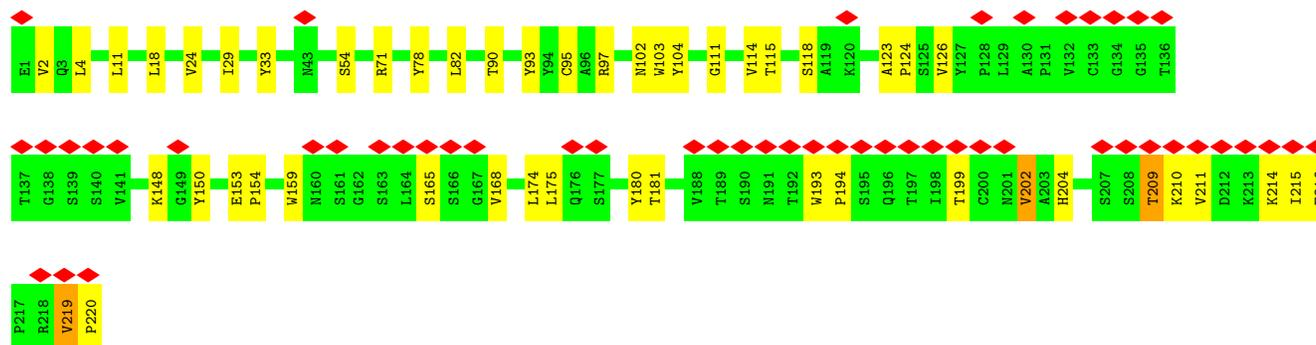 E1 V2 Q3 L4 L11 L18 V24 I29 Y33 N43 S54 R71 Y78 L82 T90 Y93 Y94 C95 A96 R97 N102 W103 Y104 G111 V114 T115 S118 A119 K120 A123 P124 S125 V126 Y127 P128 L129 A130 P131 V132 C133 G134 G135 T136
T137 G138 S139 S140 V141 K148 G149 Y150 E153 P154 W159 N160 S161 G162 S163 L164 S165 S166 G167 V168 L174 L175 Q176 S177 Y180 T181 V188 T189 S190 N191 T192 W193 P194 S195 Q196 T197 I198 T199 C200 N201 V202 A203 H204 S207 S208 T209 K210 V211 D212 K213 K214 I215
P217 R218 V219 P220